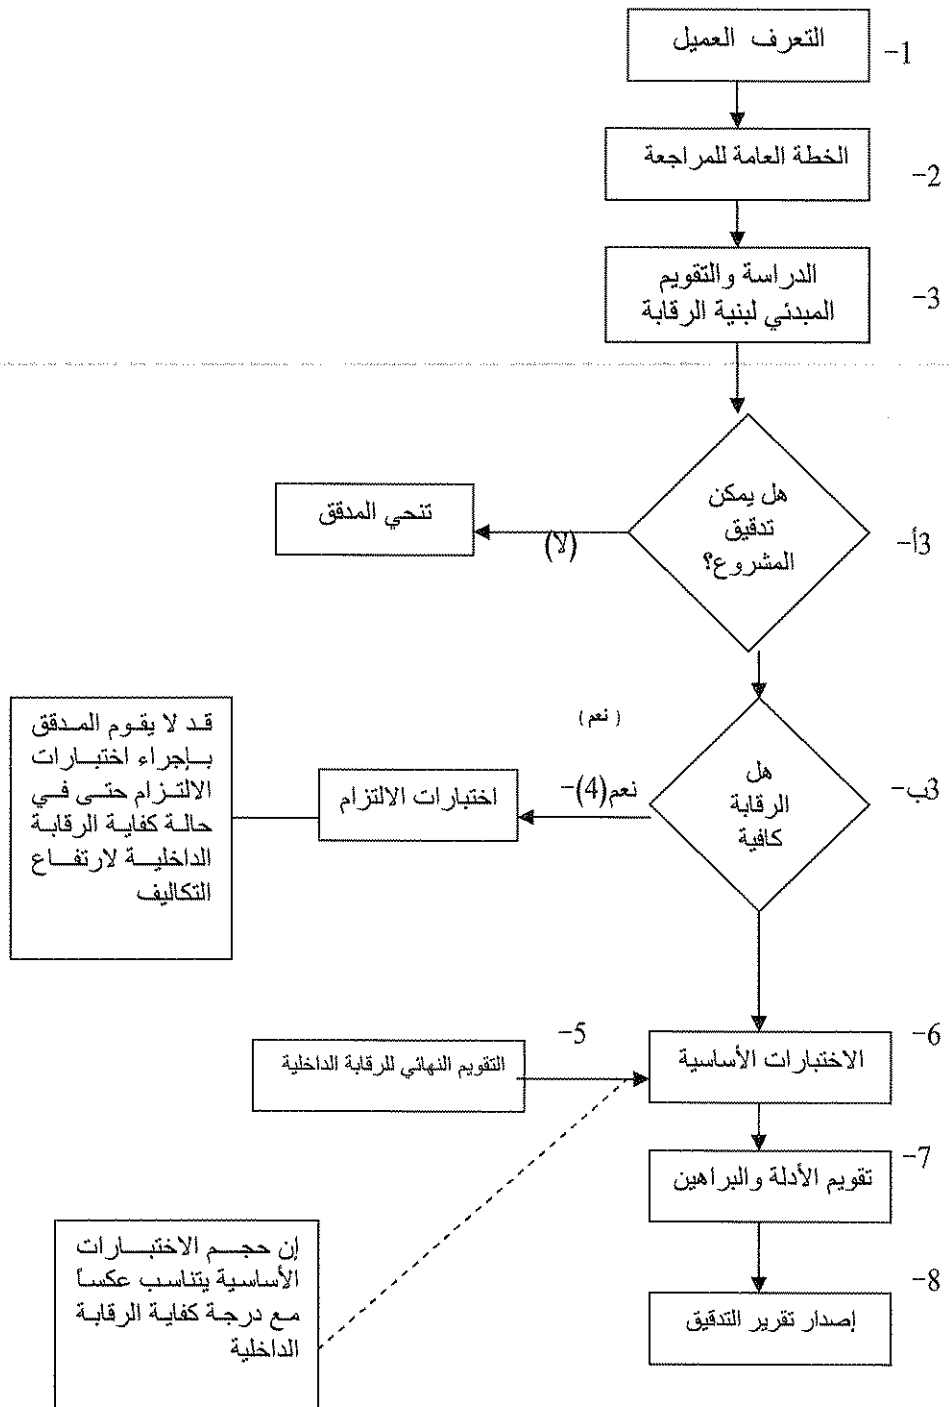 التعرف العميل
1-
الخطة العامة للمراجعة
2-
الدراسة والتقويم
المبدئي لبنية الرقابة
3-
هل يمكن
تدقيق
المشروع؟
3أ-
(لا)
تنحي المدقق
هل
الرقابة
كافية
3ب-
(نعم)
نعم(4)-
اختبارات الالتزام
قد لا يقوم المدقق
بإجراء اختبارات
الالتزام حتى في
حالة كفاية الرقابة
الداخلية لارتفاع
التكاليف
الاختبارات الأساسية
6-
5-
التقويم النهائي للرقابة الداخلية
تقويم الأدلة والبراهين
7-
إن حجم الاختبارات
الأساسية يتناسب عكساً
مع درجة كفاية الرقابة
الداخلية
إصدار تقرير التدقيق
8-